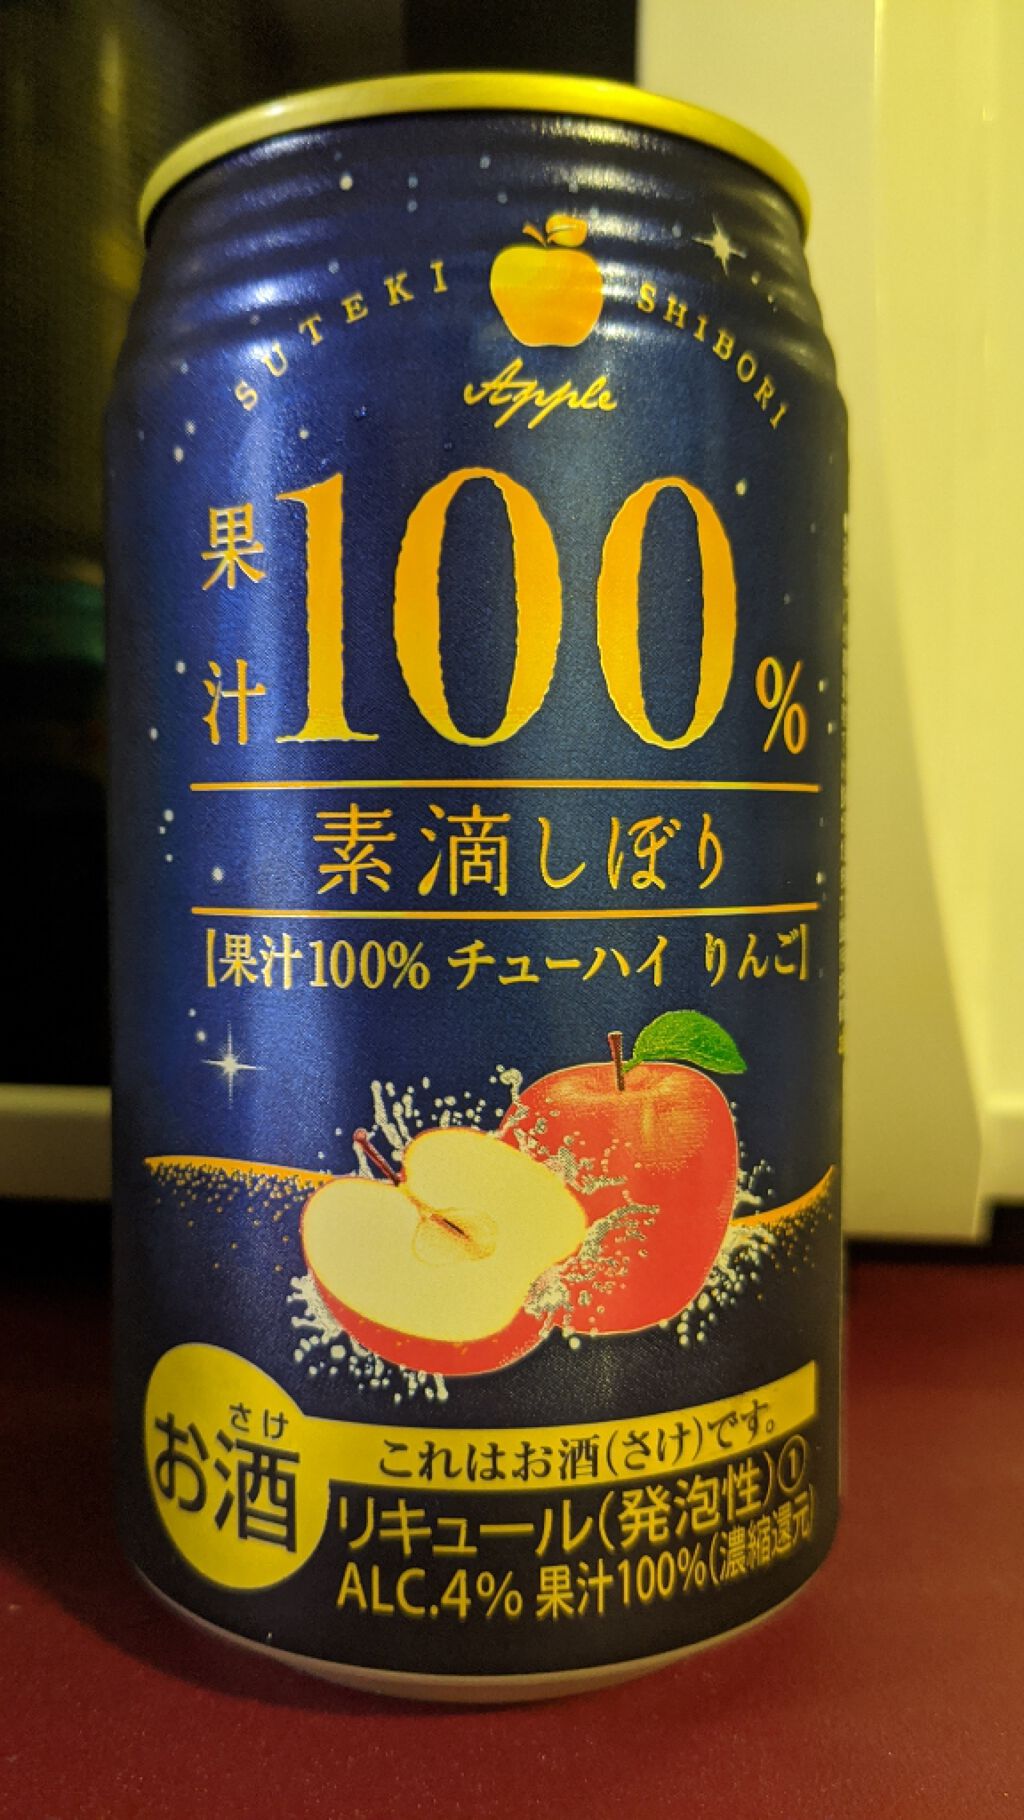 SUTEKI SHIBORI
Apple
果汁100%
素滴しぼり
【果汁100% チューハイ りんご】
さけ
お酒
これはお酒(さけ)です。
リキュール(発泡性)①
ALC.4% 果汁100%(濃縮還元)